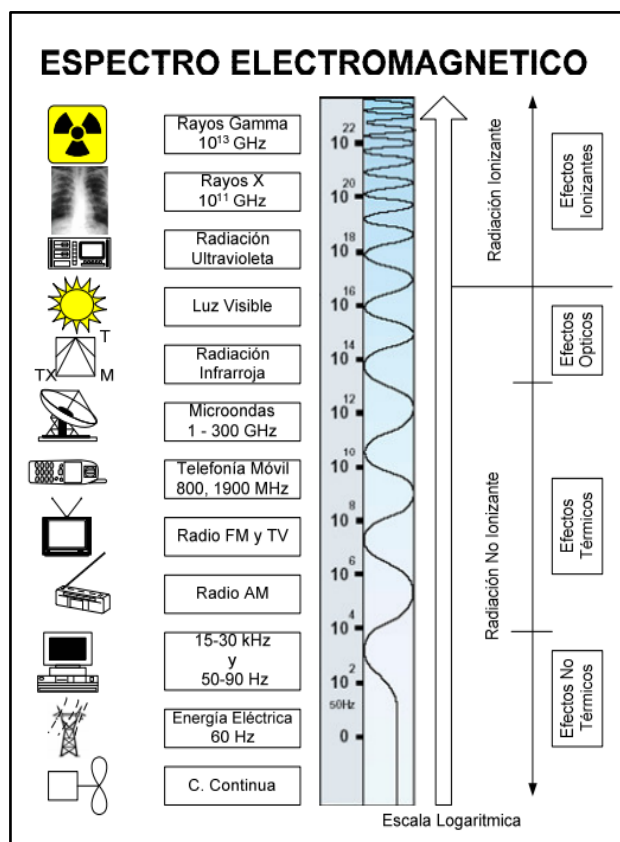 ESPECTRO ELECTROMAGNETICO
Rayos Gamma
10¹³ GHz
Rayos X
10¹¹ GHz
Radiación
Ultravioleta
Luz Visible
T
TX
M
Radiación
Infrarroja
Microondas
1 - 300 GHz
Telefonía Móvil
800, 1900 MHz
Radio FM y TV
Radio AM
15-30 kHz
y
50-90 Hz
Energía Eléctrica
60 Hz
C. Continua
10²²
10²⁰
10¹⁸
10¹⁶
10¹⁴
10¹²
10¹⁰
10⁸
10⁶
10⁴
10²
50Hz
0
Escala Logaritmica
Radiación Ionizante
Radiación No Ionizante
Efectos
Ionizantes
Efectos
Opticos
Efectos
Térmicos
Efectos No
Térmicos